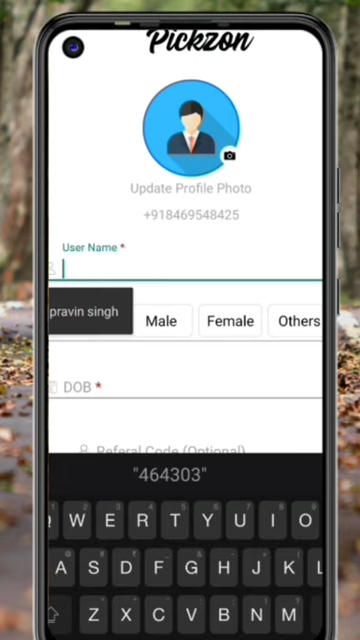 Pickzon
Update Profile Photo
+918469548425
User Name *
pravin singh
Male Female Others
DOB *
Referal Code (Optional)
"464303"
W E R T Y U I O
A S D F G H J K L
Z X C V B N M